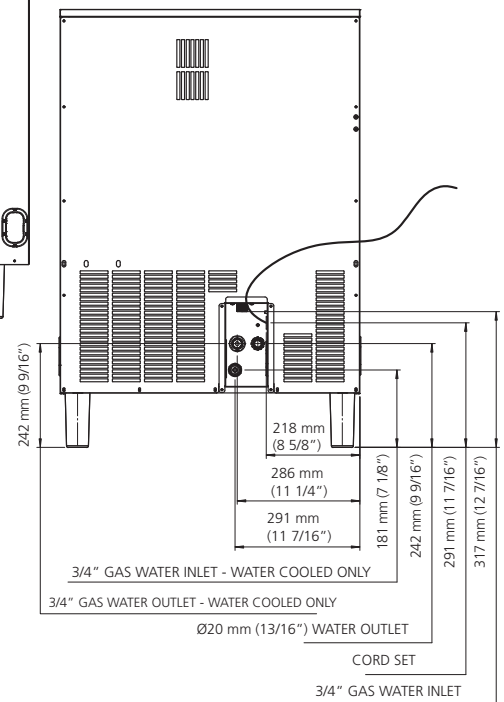 242 mm (9 9/16”)
218 mm
(8 5/8”)
286 mm
(11 1/4”)
291 mm
(11 7/16”)
181 mm (7 1/8”)
242 mm (9 9/16”)
291 mm (11 7/16”)
317 mm (12 7/16”)
3/4” GAS WATER INLET - WATER COOLED ONLY
3/4” GAS WATER OUTLET - WATER COOLED ONLY
Ø20 mm (13/16”) WATER OUTLET
CORD SET
3/4” GAS WATER INLET